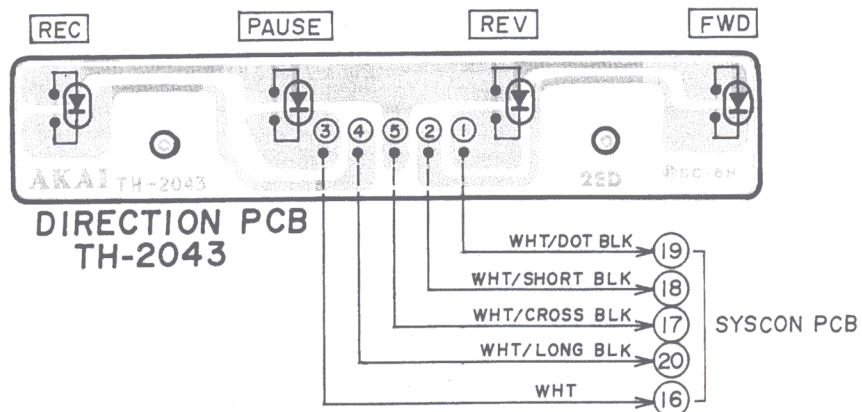 REC PAUSE REV FWD
3 4 5 2 1
AKAI TH-2043 2ED
DIRECTION PCB
TH-2043
WHT/DOT BLK 19
WHT/SHORT BLK 18
WHT/CROSS BLK 17 SYSCON PCB
WHT/LONG BLK 20
WHT 16